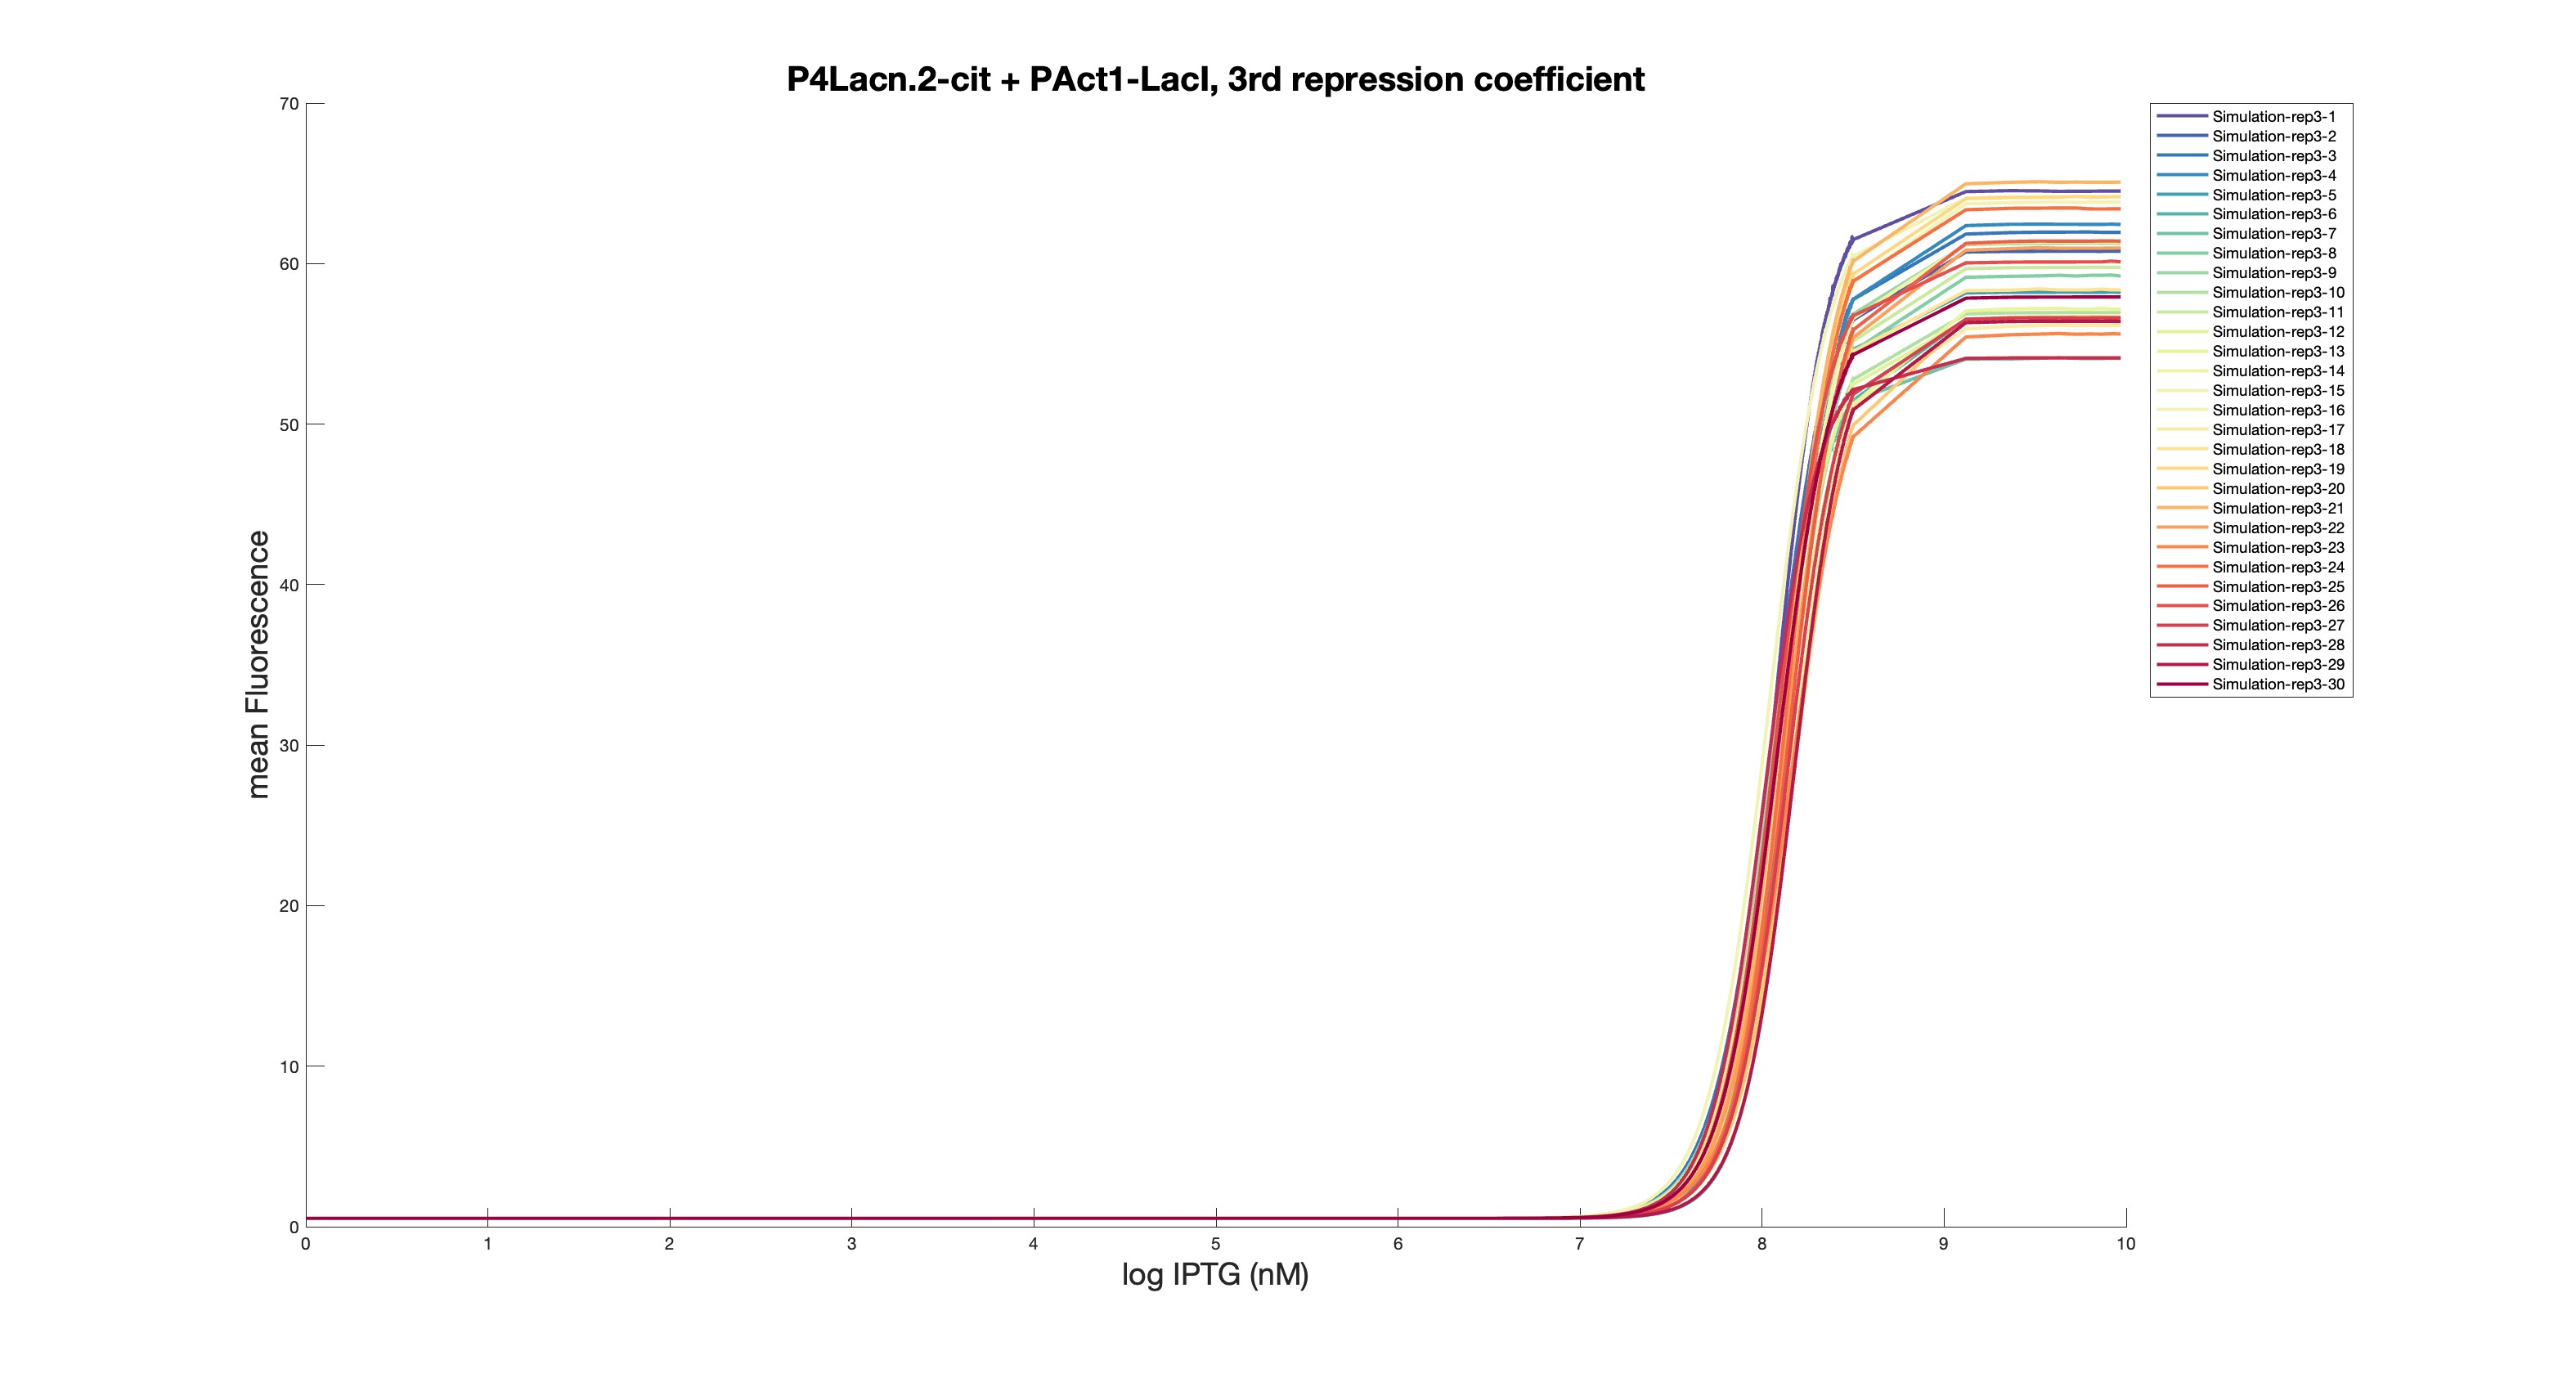 P4Lacn.2-cit + PAct1-LacI, 3rd repression coefficient
70
60
50
40
30
20
10
0
mean Fluorescence
0 1 2 3 4 5 6 7 8 9 10
log IPTG (nM)
Simulation-rep3-1
Simulation-rep3-2
Simulation-rep3-3
Simulation-rep3-4
Simulation-rep3-5
Simulation-rep3-6
Simulation-rep3-7
Simulation-rep3-8
Simulation-rep3-9
Simulation-rep3-10
Simulation-rep3-11
Simulation-rep3-12
Simulation-rep3-13
Simulation-rep3-14
Simulation-rep3-15
Simulation-rep3-16
Simulation-rep3-17
Simulation-rep3-18
Simulation-rep3-19
Simulation-rep3-20
Simulation-rep3-21
Simulation-rep3-22
Simulation-rep3-23
Simulation-rep3-24
Simulation-rep3-25
Simulation-rep3-26
Simulation-rep3-27
Simulation-rep3-28
Simulation-rep3-29
Simulation-rep3-30